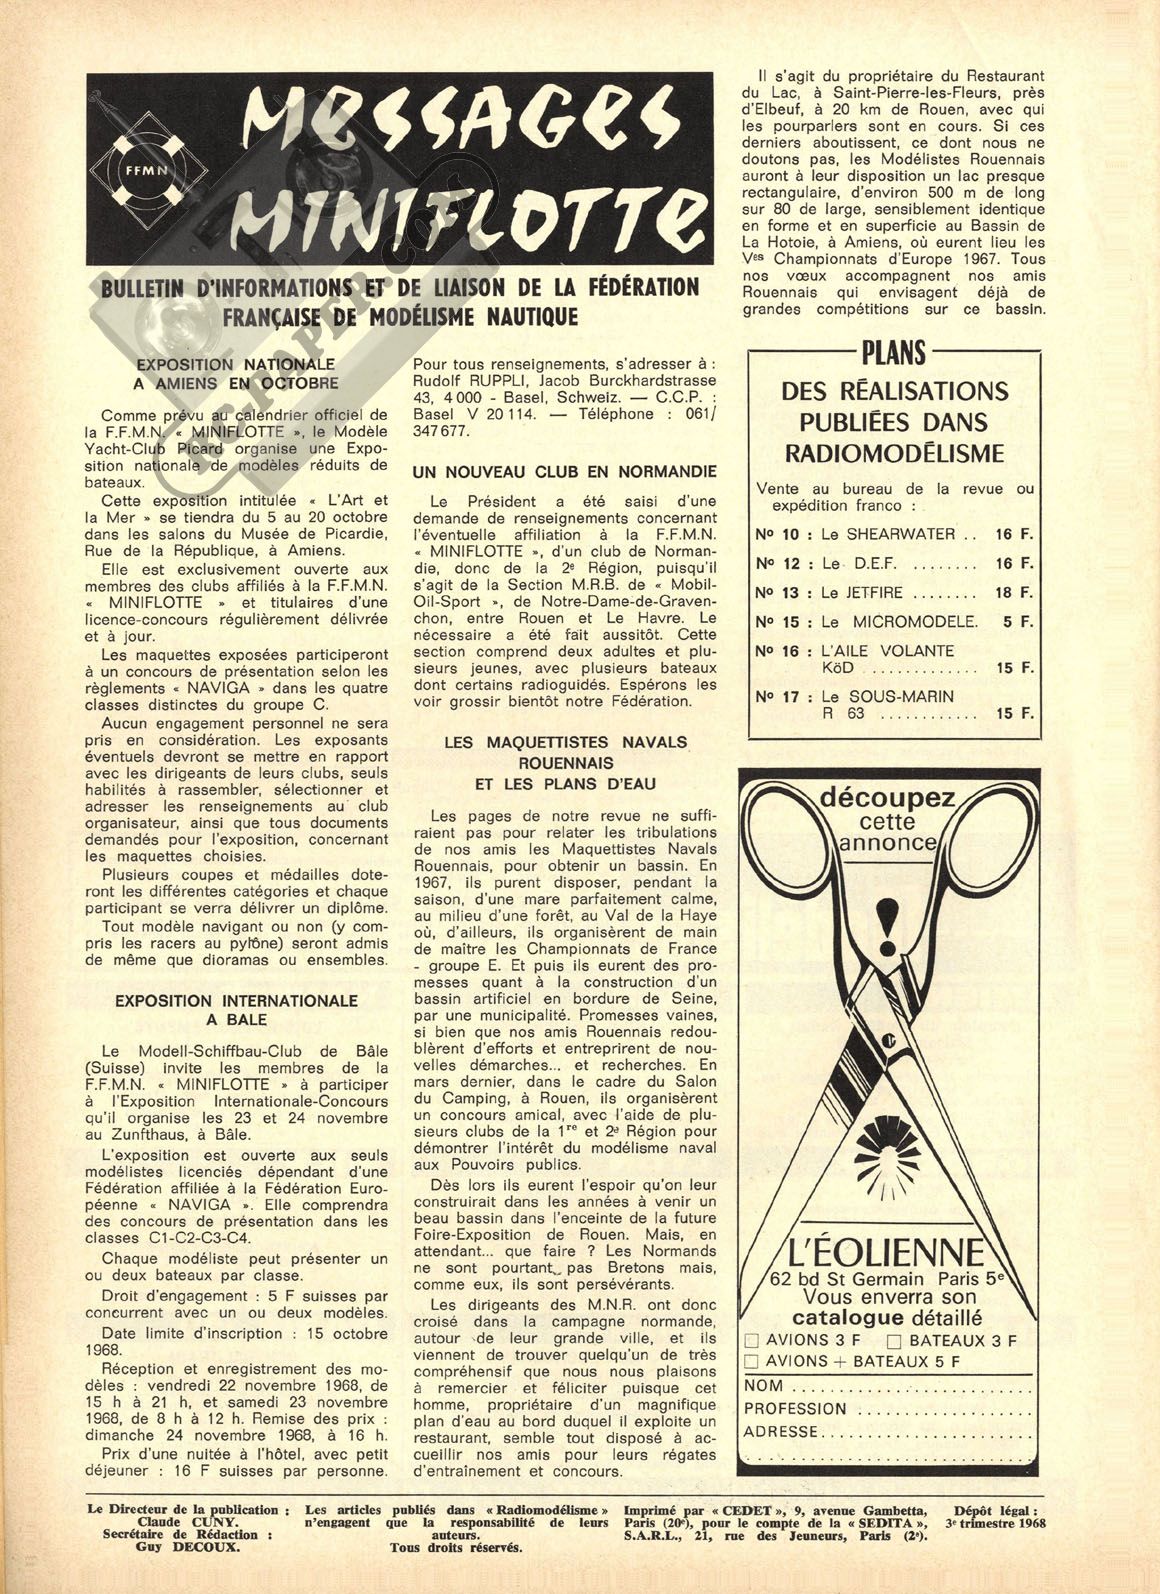 FFMN
MESSAGES
MINIFLOTTE
BULLETIN D'INFORMATIONS ET DE LIAISON DE LA FÉDÉRATION
FRANÇAISE DE MODÉLISME NAUTIQUE
EXPOSITION NATIONALE
A AMIENS EN OCTOBRE
Comme prévu au calendrier officiel de
la F.F.M.N. « MINIFLOTTE », le Modèle
Yacht-Club Picard organise une Expo-
sition nationale de modèles réduits de
bateaux.
Cette exposition intitulée « L'Art et
la Mer » se tiendra du 5 au 20 octobre
dans les salons du Musée de Picardie,
Rue de la République, à Amiens.
Elle est exclusivement ouverte aux
membres des clubs affiliés à la F.F.M.N.
« MINIFLOTTE » et titulaires d'une
licence-concours régulièrement délivrée
et à jour.
Les maquettes exposées participeront
à un concours de présentation selon les
règlements « NAVIGA » dans les quatre
classes distinctes du groupe C.
Aucun engagement personnel ne sera
pris en considération. Les exposants
éventuels devront se mettre en rapport
avec les dirigeants de leurs clubs, seuls
habilités à rassembler, sélectionner et
adresser les renseignements au club
organisateur, ainsi que tous documents
demandés pour l'exposition, concernant
les maquettes choisies.
Plusieurs coupes et médailles dote-
ront les différentes catégories et chaque
participant se verra délivrer un diplôme.
Tout modèle navigant ou non (y com-
pris les racers au pylône) seront admis
de même que dioramas ou ensembles.
EXPOSITION INTERNATIONALE
A BALE
Le Modell-Schiffbau-Club de Bâle
(Suisse) invite les membres de la
F.F.M.N. « MINIFLOTTE » à participer
à l'Exposition Internationale-Concours
qu'il organise les 23 et 24 novembre
au Zunfthaus, à Bâle.
L'exposition est ouverte aux seuls
modélistes licenciés dépendant d'une
Fédération affiliée à la Fédération Euro-
péenne « NAVIGA ». Elle comprendra
des concours de présentation dans les
classes C1-C2-C3-C4.
Chaque modéliste peut présenter un
ou deux bateaux par classe.
Droit d'engagement : 5 F suisses par
concurrent avec un ou deux modèles.
Date limite d'inscription : 15 octobre
1968.
Réception et enregistrement des mo-
dèles : vendredi 22 novembre 1968, de
15 h à 21 h, et samedi 23 novembre
1968, de 8 h à 12 h. Remise des prix :
dimanche 24 novembre 1968, à 16 h.
Prix d'une nuitée à l'hôtel, avec petit
déjeuner : 16 F suisses par personne.
Pour tous renseignements, s'adresser à :
Rudolf RUPPLI, Jacob Burckhardstrasse
43, 4 000 - Basel, Schweiz. — C.C.P. :
Basel V 20 114. — Téléphone : 061/
347677.
UN NOUVEAU CLUB EN NORMANDIE
Le Président a été saisi d'une
demande de renseignements concernant
l'éventuelle affiliation à la F.F.M.N.
« MINIFLOTTE », d'un club de Norman-
die, donc de la 2e Région, puisqu'il
s'agit de la Section M.R.B. de « Mobil-
Oil-Sport », de Notre-Dame-de-Graven-
chon, entre Rouen et Le Havre. Le
nécessaire a été fait aussitôt. Cette
section comprend deux adultes et plu-
sieurs jeunes, avec plusieurs bateaux
dont certains radioguidés. Espérons les
voir grossir bientôt notre Fédération.
LES MAQUETTISTES NAVALS
ROUENNAIS
ET LES PLANS D'EAU
Les pages de notre revue ne suffi-
raient pas pour relater les tribulations
de nos amis les Maquettistes Navals
Rouennais, pour obtenir un bassin. En
1967, ils purent disposer, pendant la
saison, d'une mare parfaitement calme,
au milieu d'une forêt, au Val de la Haye
où, d'ailleurs, ils organisèrent de main
de maître les Championnats de France
- groupe E. Et puis ils eurent des pro-
messes quant à la construction d'un
bassin artificiel en bordure de Seine,
par une municipalité. Promesses vaines,
si bien que nos amis Rouennais redou-
blèrent d'efforts et entreprirent de nou-
velles démarches... et recherches. En
mars dernier, dans le cadre du Salon
du Camping, à Rouen, ils organisèrent
un concours amical, avec l'aide de plu-
sieurs clubs de la 1re et 2e Région pour
démontrer l'intérêt du modélisme naval
aux Pouvoirs publics.
Dès lors ils eurent l'espoir qu'on leur
construirait dans les années à venir un
beau bassin dans l'enceinte de la future
Foire-Exposition de Rouen. Mais, en
attendant... que faire ? Les Normands
ne sont pourtant pas Bretons mais,
comme eux, ils sont persévérants.
Les dirigeants des M.N.R. ont donc
croisé dans la campagne normande,
autour de leur grande ville, et ils
viennent de trouver quelqu'un de très
compréhensif que nous nous plaisons
à remercier et féliciter puisque cet
homme, propriétaire d'un magnifique
plan d'eau au bord duquel il exploite un
restaurant, semble tout disposé à ac-
cueillir nos amis pour leurs régates
d'entraînement et concours.
Il s'agit du propriétaire du Restaurant
du Lac, à Saint-Pierre-les-Fleurs, près
d'Elbeuf, à 20 km de Rouen, avec qui
les pourparlers sont en cours. Si ces
derniers aboutissent, ce dont nous ne
doutons pas, les Modélistes Rouennais
auront à leur disposition un lac presque
rectangulaire, d'environ 500 m de long
sur 80 de large, sensiblement identique
en forme et en superficie au Bassin de
La Hotoie, à Amiens, où eurent lieu les
Ves Championnats d'Europe 1967. Tous
nos vœux accompagnent nos amis
Rouennais qui envisagent déjà de
grandes compétitions sur ce bassin.
PLANS
DES RÉALISATIONS
PUBLIÉES DANS
RADIOMODÉLISME
Vente au bureau de la revue ou
expédition franco :
No 10 : Le SHEARWATER .. 16 F.
No 12 : Le D.E.F. ........ 16 F.
No 13 : Le JETFIRE ........ 18 F.
No 15 : Le MICROMODELE. 5 F.
No 16 : L'AILE VOLANTE
KöD ............. 15 F.
No 17 : Le SOUS-MARIN
R 63 ............ 15 F.
découpez
cette
annonce
!
L'ÉOLIENNE
62 bd St Germain Paris 5e
Vous enverra son
catalogue détaillé
□ AVIONS 3 F □ BATEAUX 3 F
□ AVIONS + BATEAUX 5 F
NOM ..........................
PROFESSION ...................
ADRESSE.......................
Le Directeur de la publication :
Claude CUNY.
Secrétaire de Rédaction :
Guy DECOUX.
Les articles publiés dans « Radiomodélisme »
n'engagent que la responsabilité de leurs
auteurs.
Tous droits réservés.
Imprimé par « CEDET », 9, avenue Gambetta,
Paris (20e), pour le compte de la « SEDITA »,
S.A.R.L., 21, rue des Jeuneurs, Paris (2e).
Dépôt légal :
3e trimestre 1968
RC-PAPER.COM